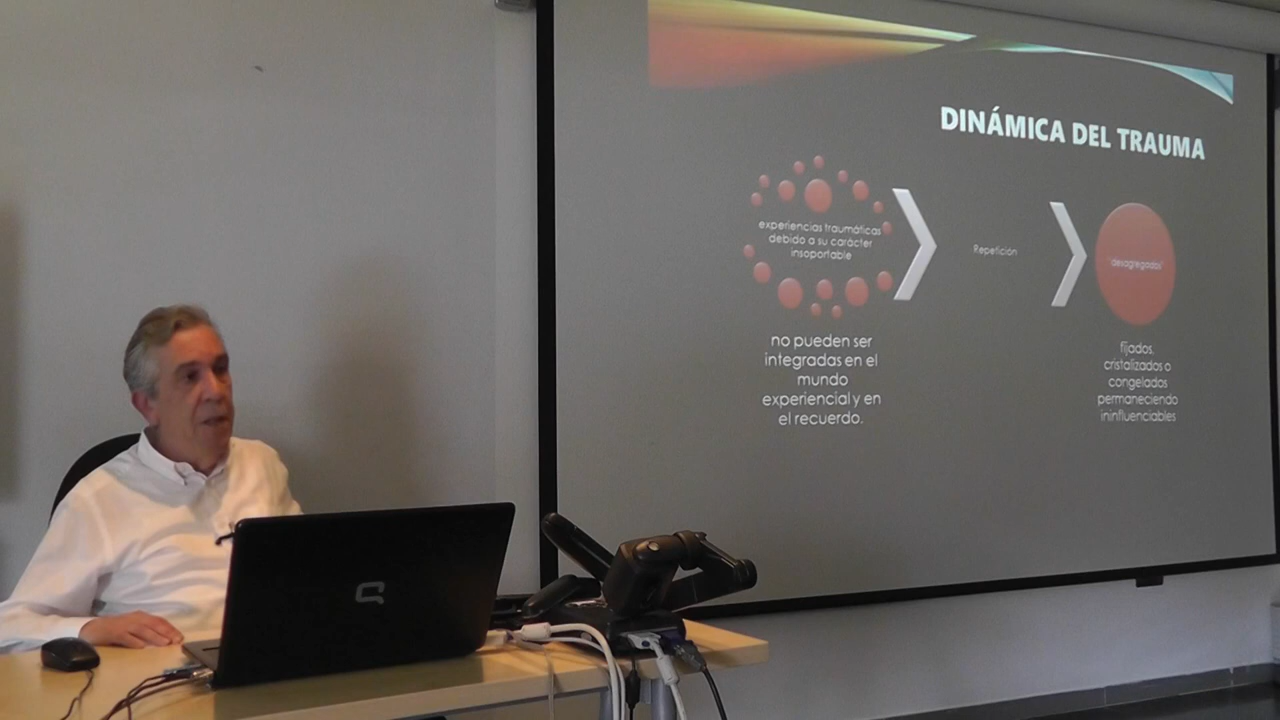 DINÁMICA DEL TRAUMA
experiencias traumáticas
debido a su carácter
insoportable
Repetición
"desagregados"
no pueden ser
integradas en el
mundo
experiencial y en
el recuerdo.
fijados,
cristalizados o
congelados
permaneciendo
ininfluenciables